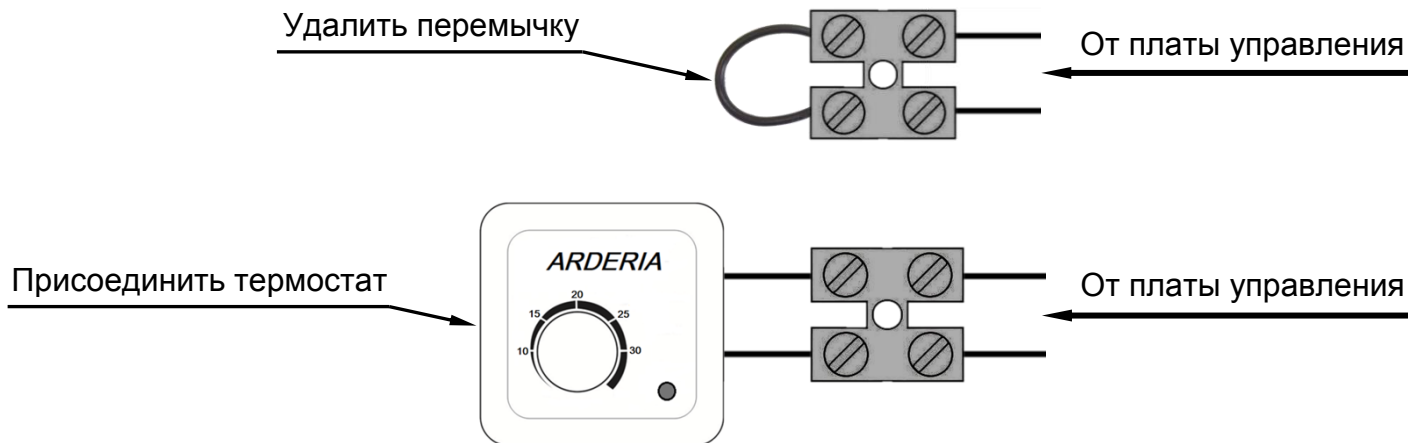 Удалить перемычку
От платы управления
Присоединить термостат
ARDERIA
20
15
25
10
30
От платы управления